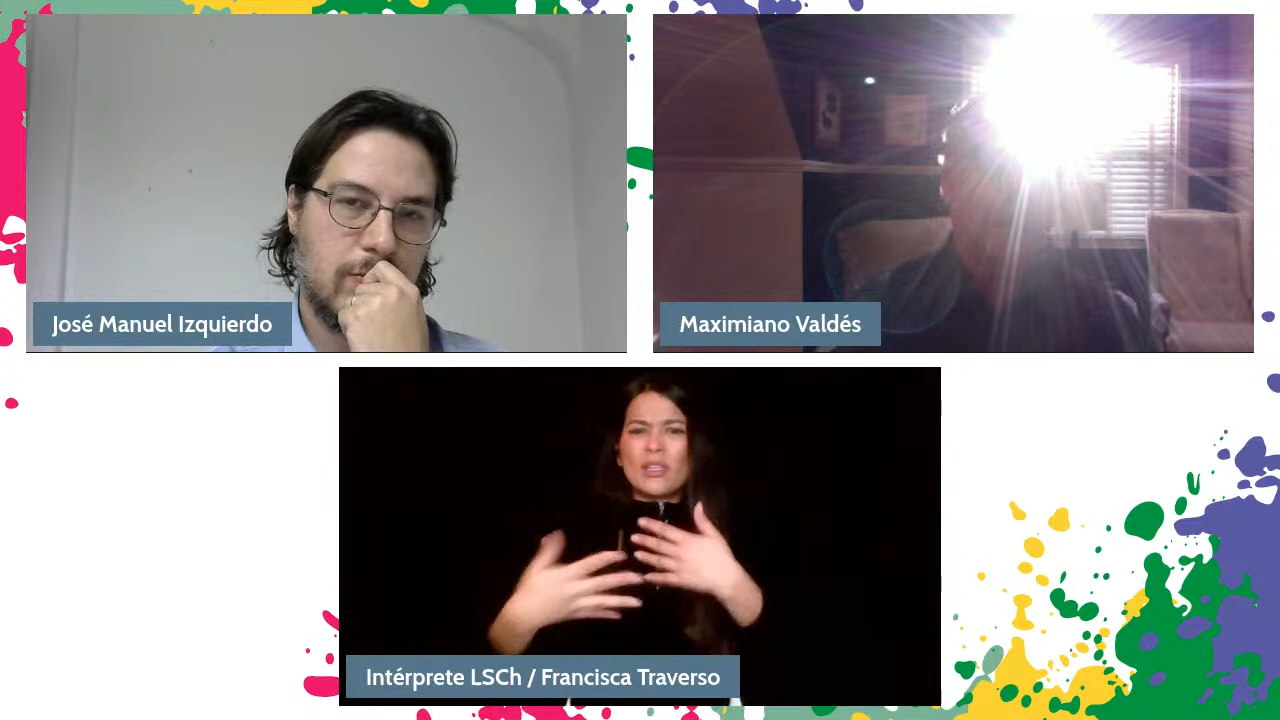 José Manuel Izquierdo
Maximiano Valdés
Intérprete LSCh / Francisca Traverso